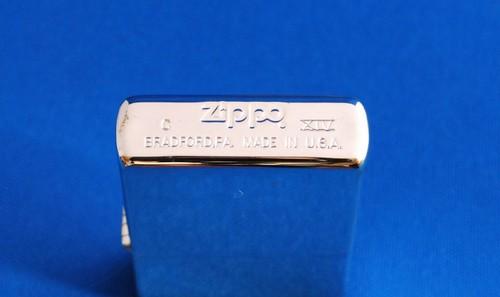 Zippo
C XIV
BRADFORD,PA. MADE IN U.S.A.